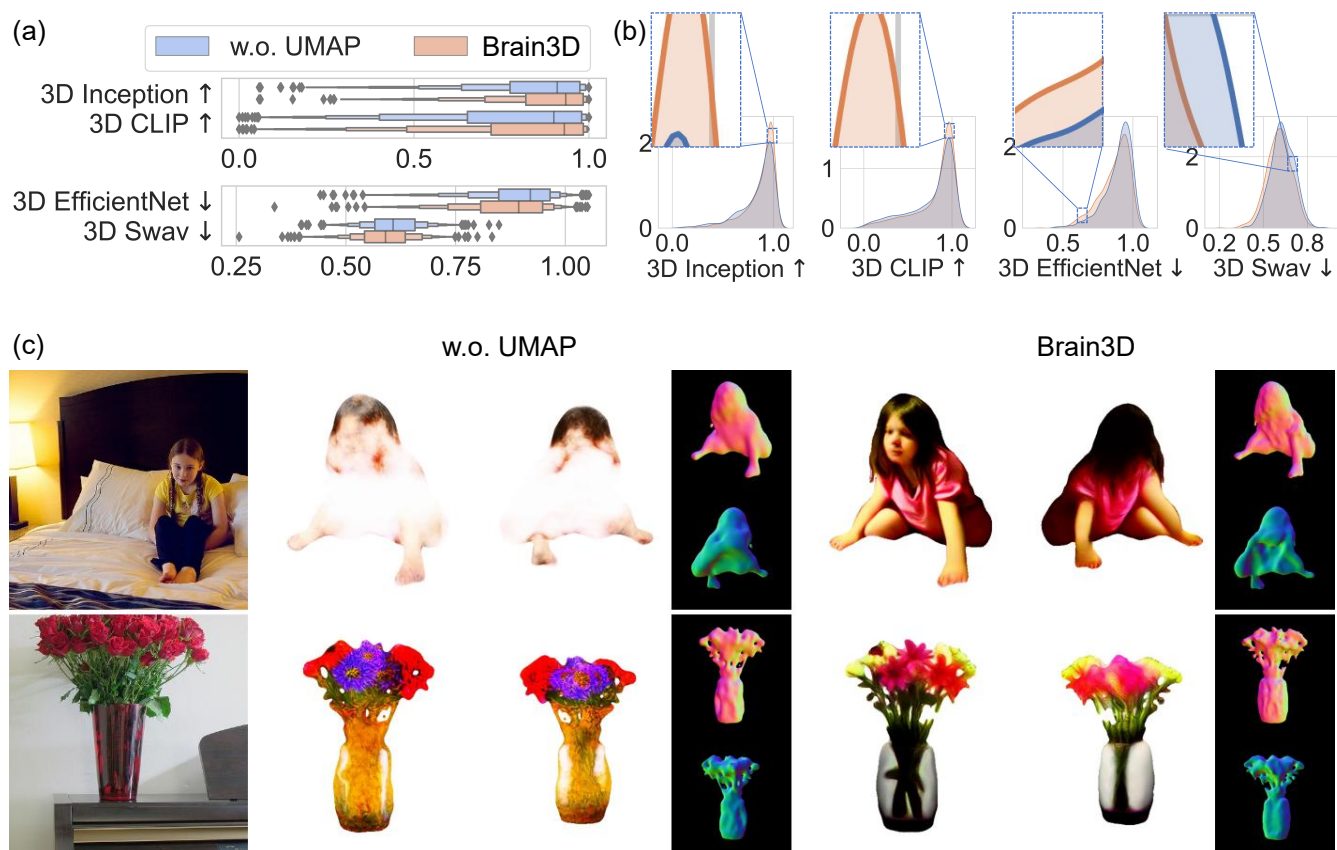 (a)
w.o. UMAP
Brain3D
3D Inception ↑
3D CLIP ↑
0.0 0.5 1.0
3D EfficientNet ↓
3D Swav ↓
0.25 0.50 0.75 1.00
(b)
2
0
0.0 1.0
3D Inception ↑
1
0
0.0 1.0
3D CLIP ↑
2
0
0.5 1.0
3D EfficientNet ↓
2
0
0.2 0.5 0.8
3D Swav ↓
(c)
w.o. UMAP
Brain3D